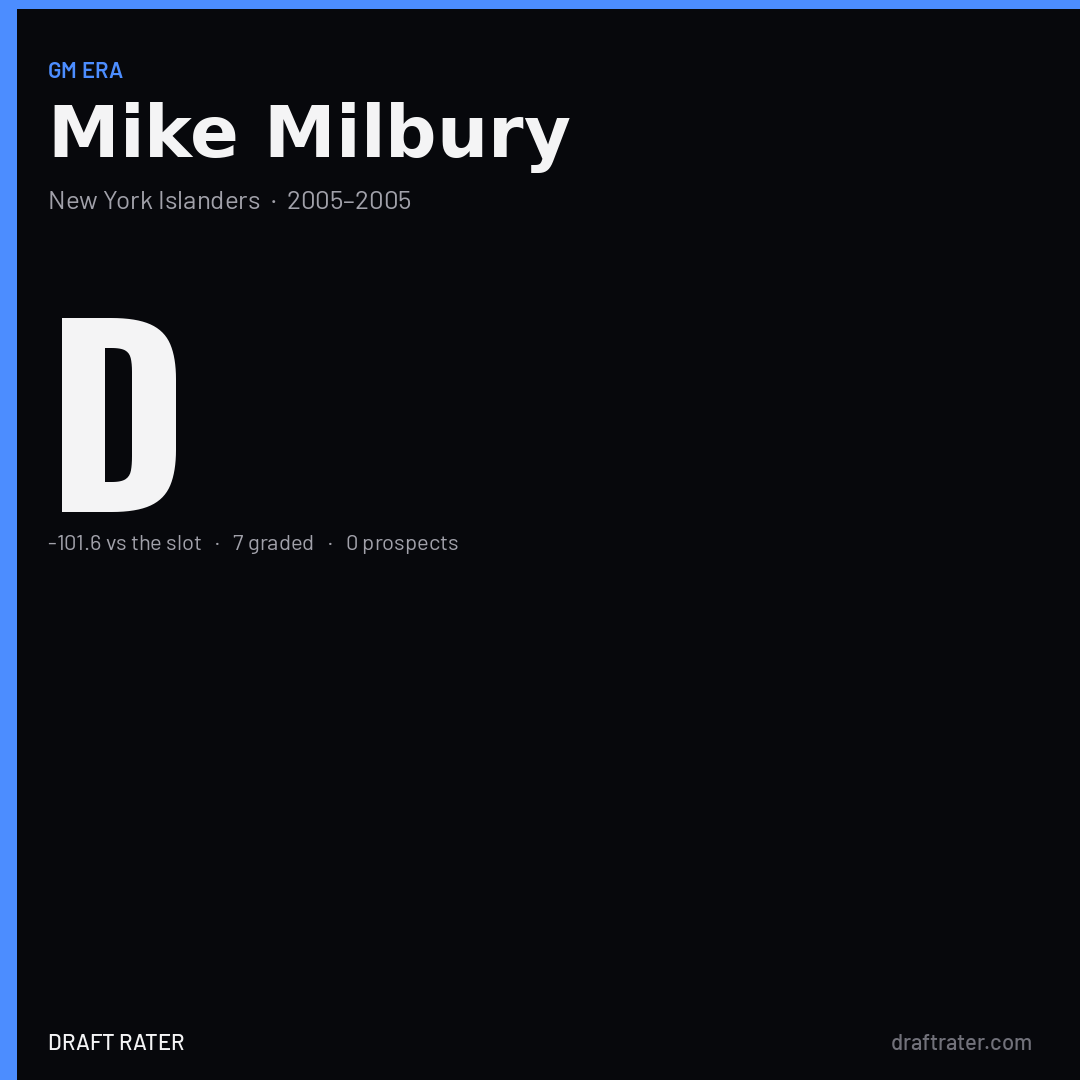 GM ERA
Mike Milbury
New York Islanders · 2005–2005
D
-101.6 vs the slot · 7 graded · 0 prospects
DRAFT RATER
draftrater.com